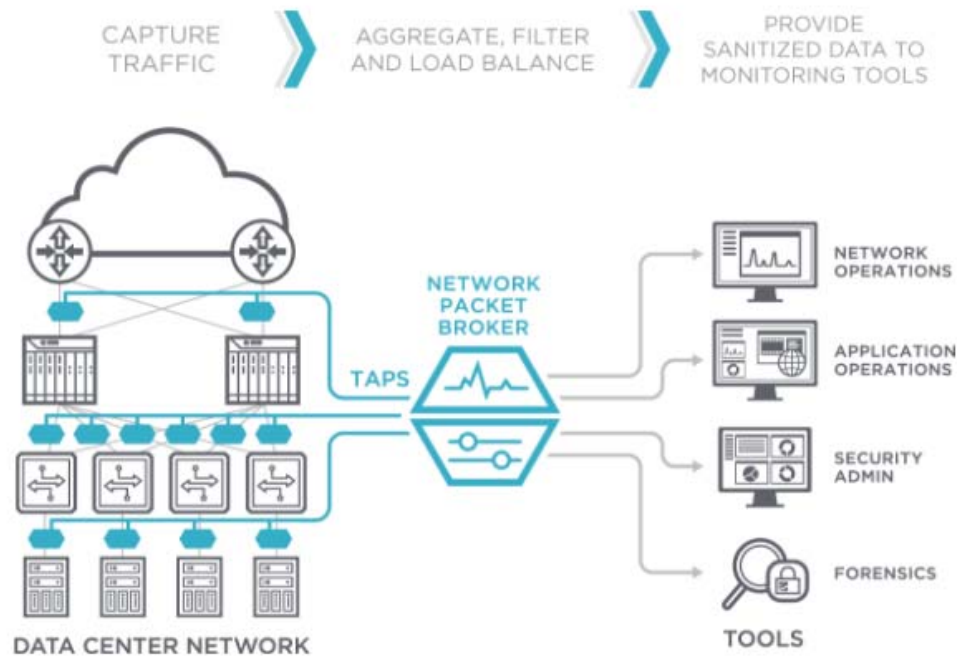 CAPTURE
TRAFFIC
AGGREGATE, FILTER
AND LOAD BALANCE
PROVIDE
SANITIZED DATA TO
MONITORING TOOLS
NETWORK
PACKET
BROKER
TAPS
NETWORK
OPERATIONS
APPLICATION
OPERATIONS
SECURITY
ADMIN
FORENSICS
DATA CENTER NETWORK
TOOLS